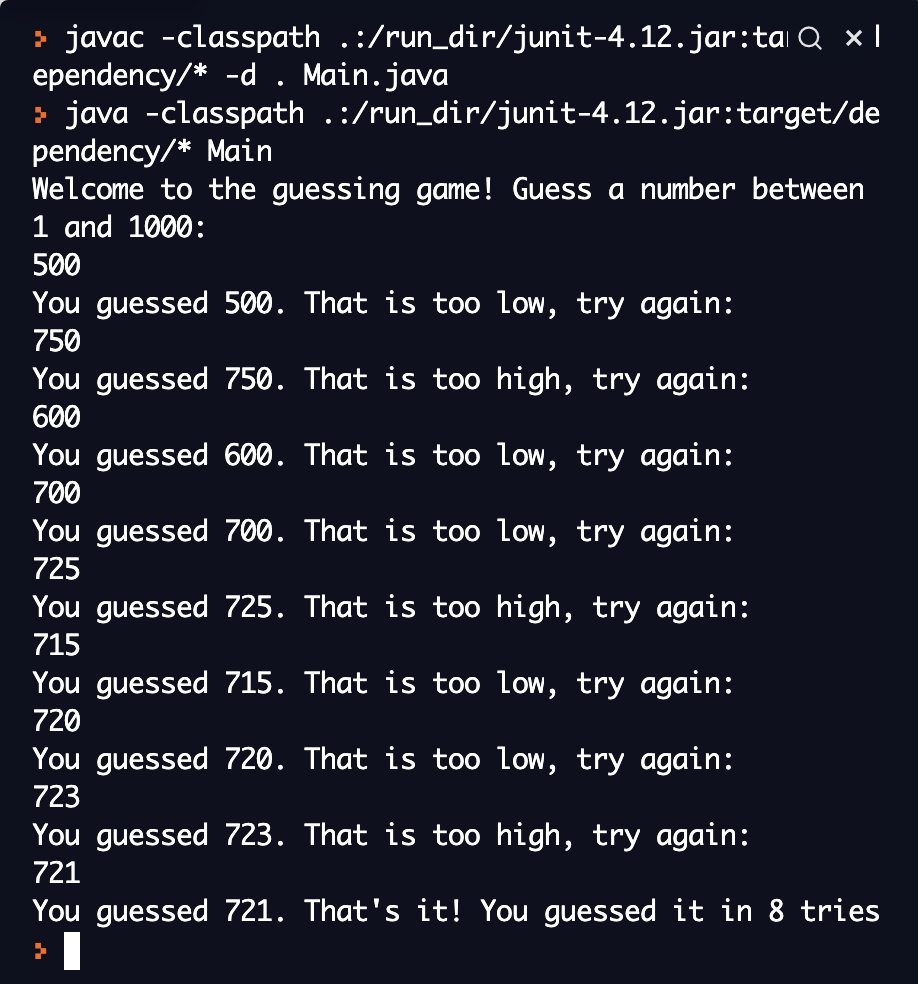 javac -classpath .:/run_dir/junit-4.12.jar:
ependency/* -d . Main.java
java -classpath .:/run_dir/junit-4.12.jar:target/de
pendency/* Main
Welcome to the guessing game! Guess a number between
1 and 1000:
500
You guessed 500. That is too low, try again:
750
You guessed 750. That is too high, try again:
600
You guessed 600. That is too low, try again:
700
You guessed 700. That is too low, try again:
725
You guessed 725. That is too high, try again:
715
You guessed 715. That is too low, try again:
720
You guessed 720. That is too low, try again:
723
You guessed 723. That is too high, try again:
721
You guessed 721. That's it! You guessed it in 8 tries